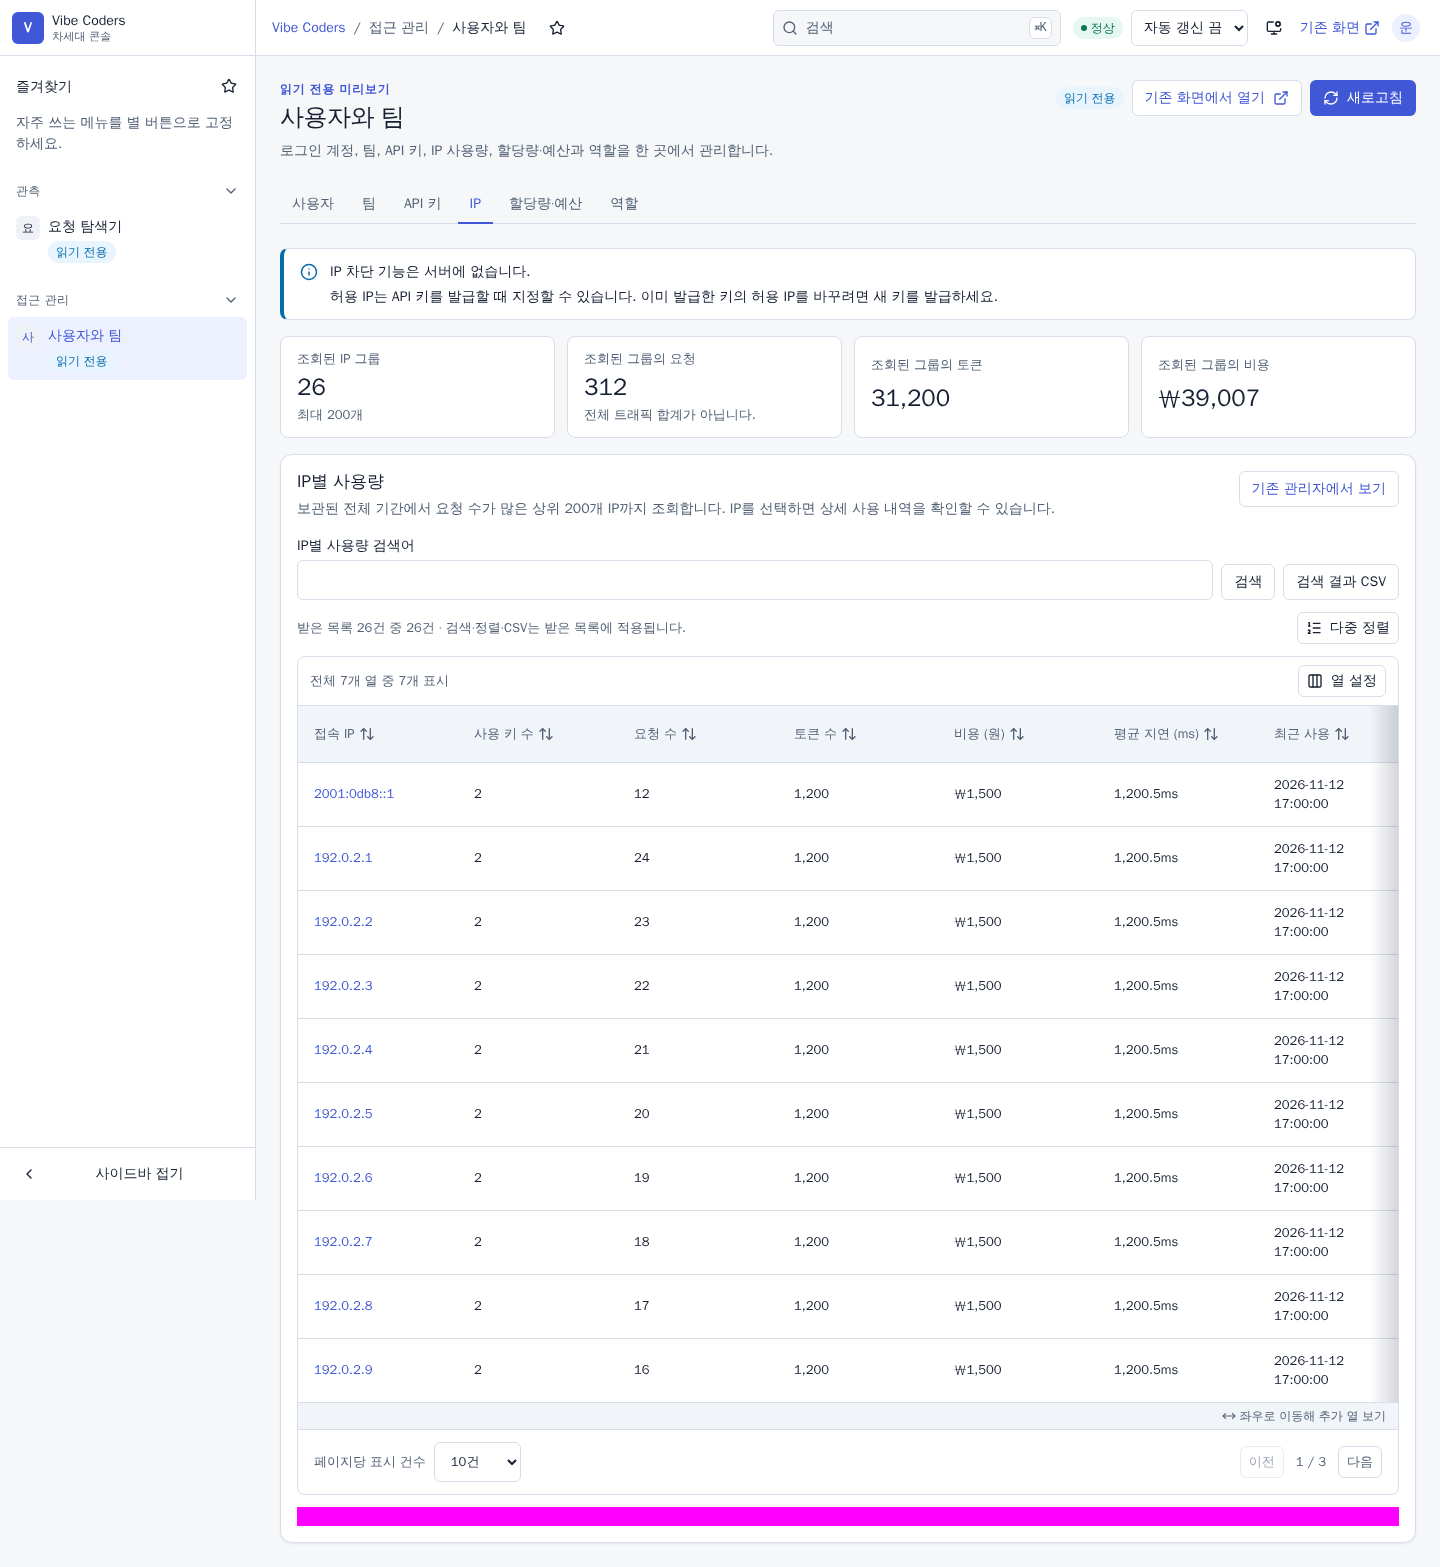 V Vibe Coders
차세대 콘솔
Vibe Coders / 접근 관리 / 사용자와 팀
검색 ⌘K
정상
자동 갱신 끔
기존 화면
운
즐겨찾기
자주 쓰는 메뉴를 별 버튼으로 고정
하세요.
관측
요 요청 탐색기
읽기 전용
접근 관리
사 사용자와 팀
읽기 전용
사이드바 접기
읽기 전용 미리보기
사용자와 팀
로그인 계정, 팀, API 키, IP 사용량, 할당량·예산과 역할을 한 곳에서 관리합니다.
읽기 전용
기존 화면에서 열기
새로고침
사용자 팀 API 키 IP 할당량·예산 역할
IP 차단 기능은 서버에 없습니다.
허용 IP는 API 키를 발급할 때 지정할 수 있습니다. 이미 발급한 키의 허용 IP를 바꾸려면 새 키를 발급하세요.
조회된 IP 그룹
26
최대 200개
조회된 그룹의 요청
312
전체 트래픽 합계가 아닙니다.
조회된 그룹의 토큰
31,200
조회된 그룹의 비용
₩39,007
IP별 사용량
보관된 전체 기간에서 요청 수가 많은 상위 200개 IP까지 조회합니다. IP를 선택하면 상세 사용 내역을 확인할 수 있습니다.
기존 관리자에서 보기
IP별 사용량 검색어
검색
검색 결과 CSV
받은 목록 26건 중 26건 · 검색·정렬·CSV는 받은 목록에 적용됩니다.
다중 정렬
전체 7개 열 중 7개 표시
열 설정
접속 IP 사용 키 수 요청 수 토큰 수 비용 (원) 평균 지연 (ms) 최근 사용
2001:0db8::1 2 12 1,200 ₩1,500 1,200.5ms 2026-11-12 17:00:00
192.0.2.1 2 24 1,200 ₩1,500 1,200.5ms 2026-11-12 17:00:00
192.0.2.2 2 23 1,200 ₩1,500 1,200.5ms 2026-11-12 17:00:00
192.0.2.3 2 22 1,200 ₩1,500 1,200.5ms 2026-11-12 17:00:00
192.0.2.4 2 21 1,200 ₩1,500 1,200.5ms 2026-11-12 17:00:00
192.0.2.5 2 20 1,200 ₩1,500 1,200.5ms 2026-11-12 17:00:00
192.0.2.6 2 19 1,200 ₩1,500 1,200.5ms 2026-11-12 17:00:00
192.0.2.7 2 18 1,200 ₩1,500 1,200.5ms 2026-11-12 17:00:00
192.0.2.8 2 17 1,200 ₩1,500 1,200.5ms 2026-11-12 17:00:00
192.0.2.9 2 16 1,200 ₩1,500 1,200.5ms 2026-11-12 17:00:00
좌우로 이동해 추가 열 보기
페이지당 표시 건수 10건
이전 1 / 3 다음